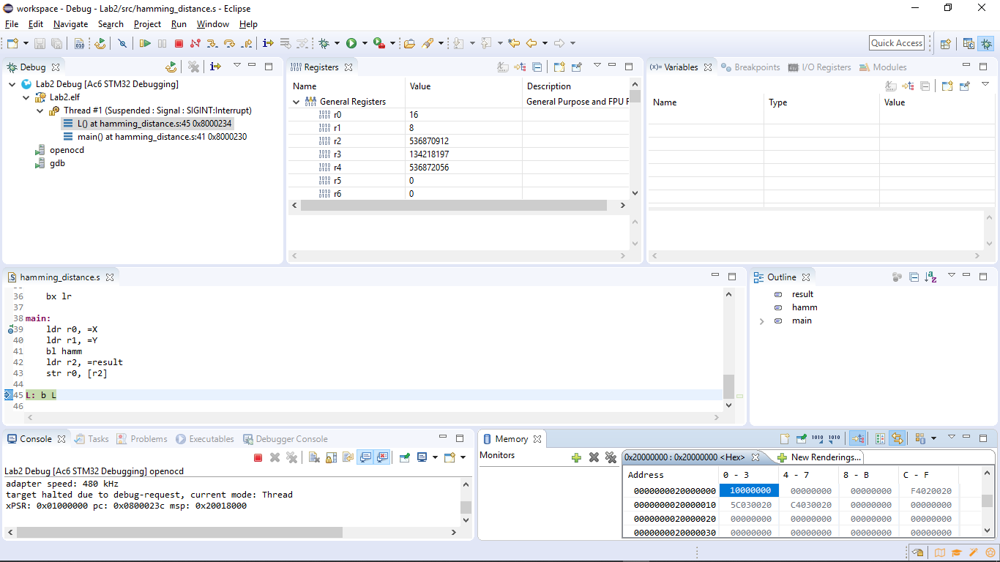 workspace - Debug - Lab2/src/hamming_distance.s - Eclipse
File Edit Navigate Search Project Run Window Help
Quick Access
Debug
Lab2 Debug [Ac6 STM32 Debugging]
Lab2.elf
Thread #1 (Suspended : Signal : SIGINT:Interrupt)
L() at hamming_distance.s:45 0x8000234
main() at hamming_distance.s:41 0x8000230
openocd
gdb
Registers
Name Value Description
General Registers General Purpose and FPU F
r0 16
r1 8
r2 536870912
r3 134218197
r4 536872056
r5 0
r6 0
(x)= Variables Breakpoints I/O Registers Modules
Name Type Value
hamming_distance.s
36 bx lr
37
38 main:
39 ldr r0, =X
40 ldr r1, =Y
41 bl hamm
42 ldr r2, =result
43 str r0, [r2]
44
45 L: b L
46
Outline
result
hamm
main
Console Tasks Problems Executables Debugger Console
Lab2 Debug [Ac6 STM32 Debugging] openocd
adapter speed: 480 kHz
target halted due to debug-request, current mode: Thread
xPSR: 0x01000000 pc: 0x0800023c msp: 0x20018000
Memory
Monitors
0x20000000 : 0x20000000 <Hex> New Renderings...
Address 0 - 3 4 - 7 8 - B C - F
0000000020000000 10000000 00000000 00000000 F4020020
0000000020000010 5C030020 C4030020 00000000 00000000
0000000020000020 00000000 00000000 00000000 00000000
0000000020000030 00000000 00000000 00000000 00000000